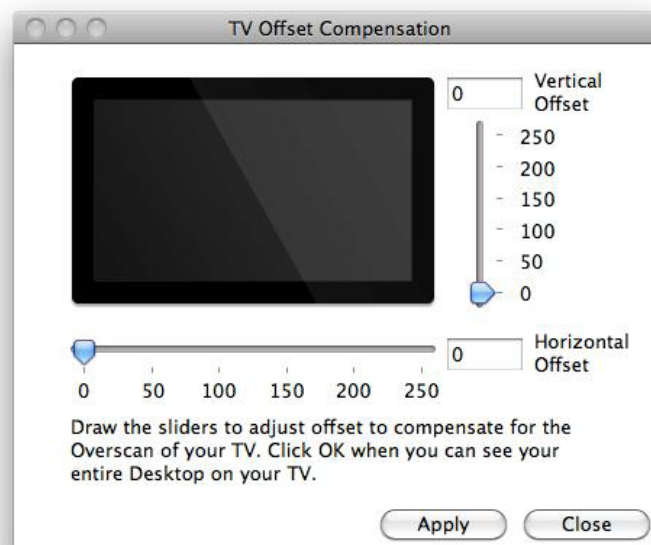 TV Offset Compensation
0
Vertical
Offset
250
200
150
100
50
0
0
Horizontal
Offset
0 50 100 150 200 250
Draw the sliders to adjust offset to compensate for the
Overscan of your TV. Click OK when you can see your
entire Desktop on your TV.
Apply Close